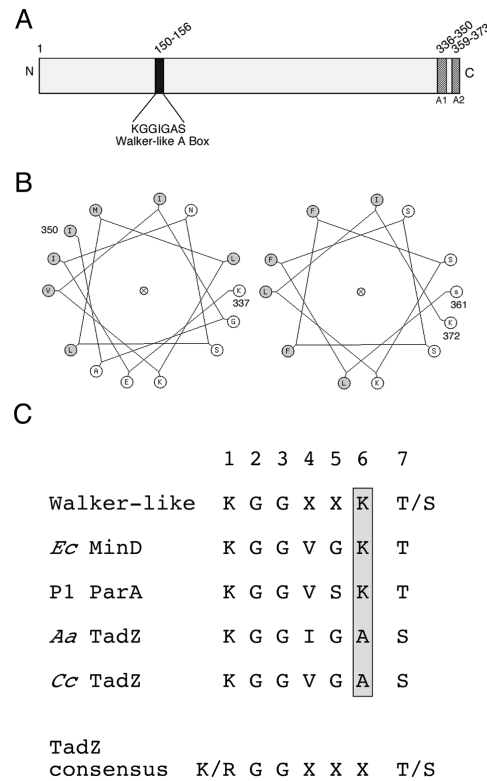 A
1
150-156
336-350
359-373
N
C
A1 A2
KGGIGAS
Walker-like A Box
B
350
I
M
I
N
I
V
L
K
337
G
L
A
E
K
S
F
I
S
F
L
S
m
361
K
372
F
L
K
S
C
1 2 3 4 5 6 7
Walker-like K G G X X K T/S
Ec MinD K G G V G K T
P1 ParA K G G V S K T
Aa TadZ K G G I G A S
Cc TadZ K G G V G A S
TadZ
consensus K/R G G X X X T/S